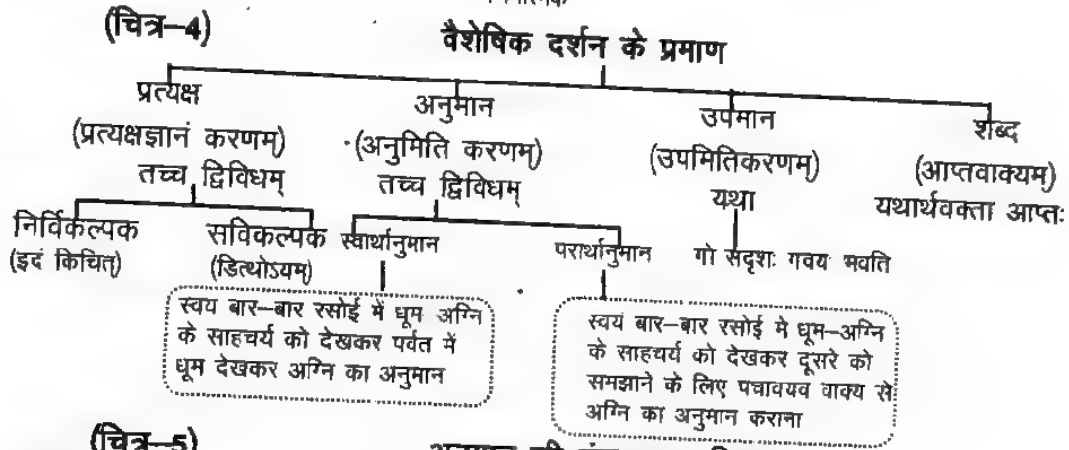 (चित्र–4)
वैशेषिक दर्शन के प्रमाण
प्रत्यक्ष अनुमान उपमान शब्द
(प्रत्यक्षज्ञानं करणम्) (अनुमिति करणम्) (उपमितिकरणम्) (आप्तवाक्यम्)
तच्च द्विविधम् तच्च द्विविधम् यथा यथार्थवक्ता आप्तः
निर्विकल्पक सविकल्पक स्वार्थानुमान परार्थानुमान गो सदृशः गवय भवति
(इदं किंचित्) (डित्थोऽयम्)
स्वय बार–बार रसोई में धूम अग्नि
के साहचर्य को देखकर पर्वत में
धूम देखकर अग्नि का अनुमान
स्वयं बार–बार रसोई मे धूम–अग्नि
के साहचर्य को देखकर दूसरे को
समझाने के लिए पचावयव वाक्य से
अग्नि का अनुमान कराना
(चित्र–5)